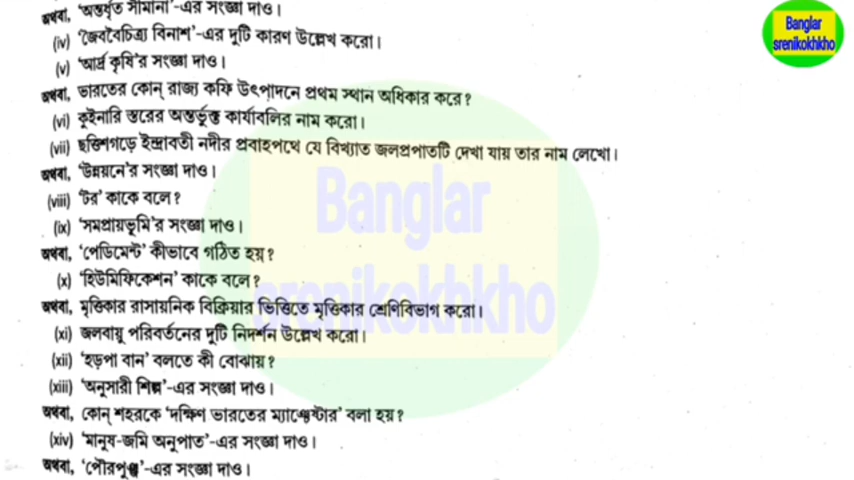 অথবা, 'অন্তর্ধৃত সীমানা'-এর সংজ্ঞা দাও।
(iv) 'জৈববৈচিত্র্য বিনাশ'-এর দুটি কারণ উল্লেখ করো।
(v) 'আর্দ্র কৃষি'র সংজ্ঞা দাও।
অথবা, ভারতের কোন্ রাজ্য কফি উৎপাদনে প্রথম স্থান অধিকার করে?
(vi) কুইনারি স্তরের অন্তর্ভুক্ত কার্যাবলির নাম করো।
(vii) ছত্তিশগড়ে ইন্দ্রাবতী নদীর প্রবাহপথে যে বিখ্যাত জলপ্রপাতটি দেখা যায় তার নাম লেখো।
অথবা, 'উন্নয়নে'র সংজ্ঞা দাও।
(viii) 'টর' কাকে বলে?
(ix) 'সমপ্রায়ভূমি'র সংজ্ঞা দাও।
অথবা, 'পেডিমেন্ট' কীভাবে গঠিত হয়?
(x) 'হিউমিফিকেশন' কাকে বলে?
অথবা, মৃত্তিকার রাসায়নিক বিক্রিয়ার ভিত্তিতে মৃত্তিকার শ্রেণিবিভাগ করো।
(xi) জলবায়ু পরিবর্তনের দুটি নিদর্শন উল্লেখ করো।
(xii) 'হড়পা বান' বলতে কী বোঝায়?
(xiii) 'অনুসারী শিল্প'-এর সংজ্ঞা দাও।
অথবা, কোন্ শহরকে 'দক্ষিণ ভারতের ম্যাঞ্চেস্টার' বলা হয়?
(xiv) 'মানুষ-জমি অনুপাত'-এর সংজ্ঞা দাও।
অথবা, 'পৌরপুঞ্জ'-এর সংজ্ঞা দাও।
Banglar
srenikokhkho
Banglar
srenikokhkho